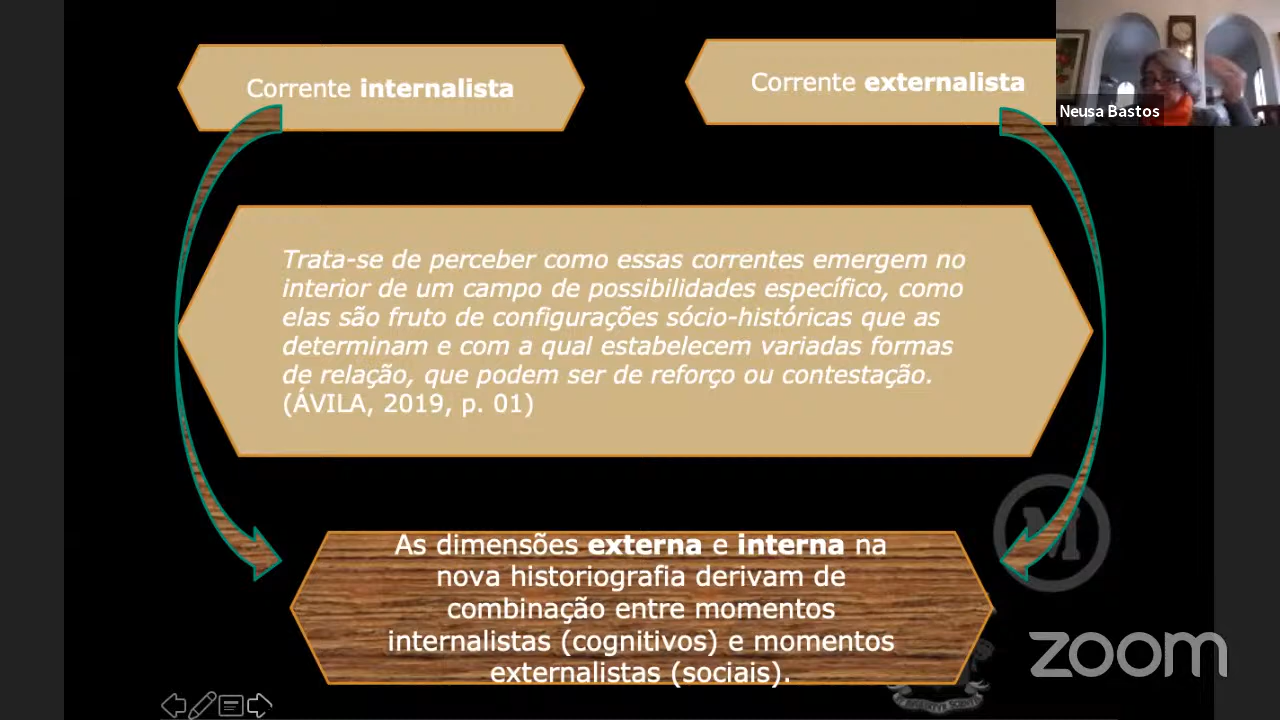 Corrente internalista
Corrente externalista
Neusa Bastos
Trata-se de perceber como essas correntes emergem no
interior de um campo de possibilidades específico, como
elas são fruto de configurações sócio-históricas que as
determinam e com a qual estabelecem variadas formas
de relação, que podem ser de reforço ou contestação.
(ÁVILA, 2019, p. 01)
As dimensões externa e interna na
nova historiografia derivam de
combinação entre momentos
internalistas (cognitivos) e momentos
externalistas (sociais).
M
zoom